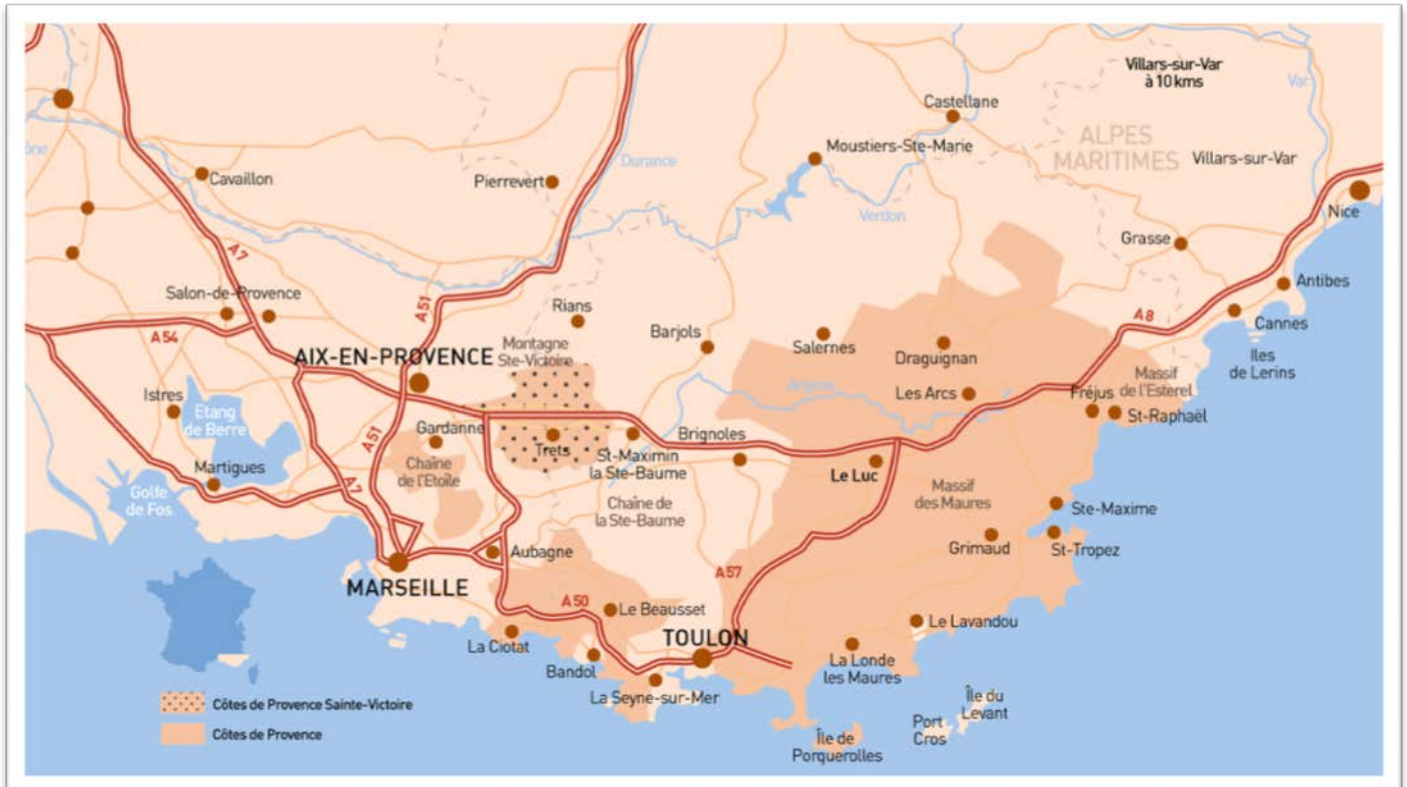 Villars-sur-Var
à 10 kms
Var
Castellane
ALPES
MARITIMES
Moustiers-Ste-Marie
Villars-sur-Var
ône
Durance
Cavaillon
Pierrevert
Verdon
Nice
Grasse
A7
Antibes
Salon-de-Provence
A51
Rians
A8
Cannes
A54
Barjols
Salernes
Montagne
Ste-Victoire
AIX-EN-PROVENCE
Draguignan
Iles
de Lerins
Massif
de l'Esterel
Argens
Les Arcs
Fréjus
St-Raphaël
Istres
Etang
de Berre
Gardanne
A51
Trets
St-Maximin
la Ste-Baume
Brignoles
Chaîne
de l'Etoile
Martigues
Le Luc
Golfe
de Fos
A7
Massif
des Maures
Chaîne de
la Ste-Baume
Ste-Maxime
Grimaud
St-Tropez
Aubagne
MARSEILLE
A57
A50
Le Beausset
Le Lavandou
TOULON
La Ciotat
Bandol
La Londe
les Maures
La Seyne-sur-Mer
Île du
Levant
Port
Cros
Île de
Porquerolles
Côtes de Provence Sainte-Victoire
Côtes de Provence